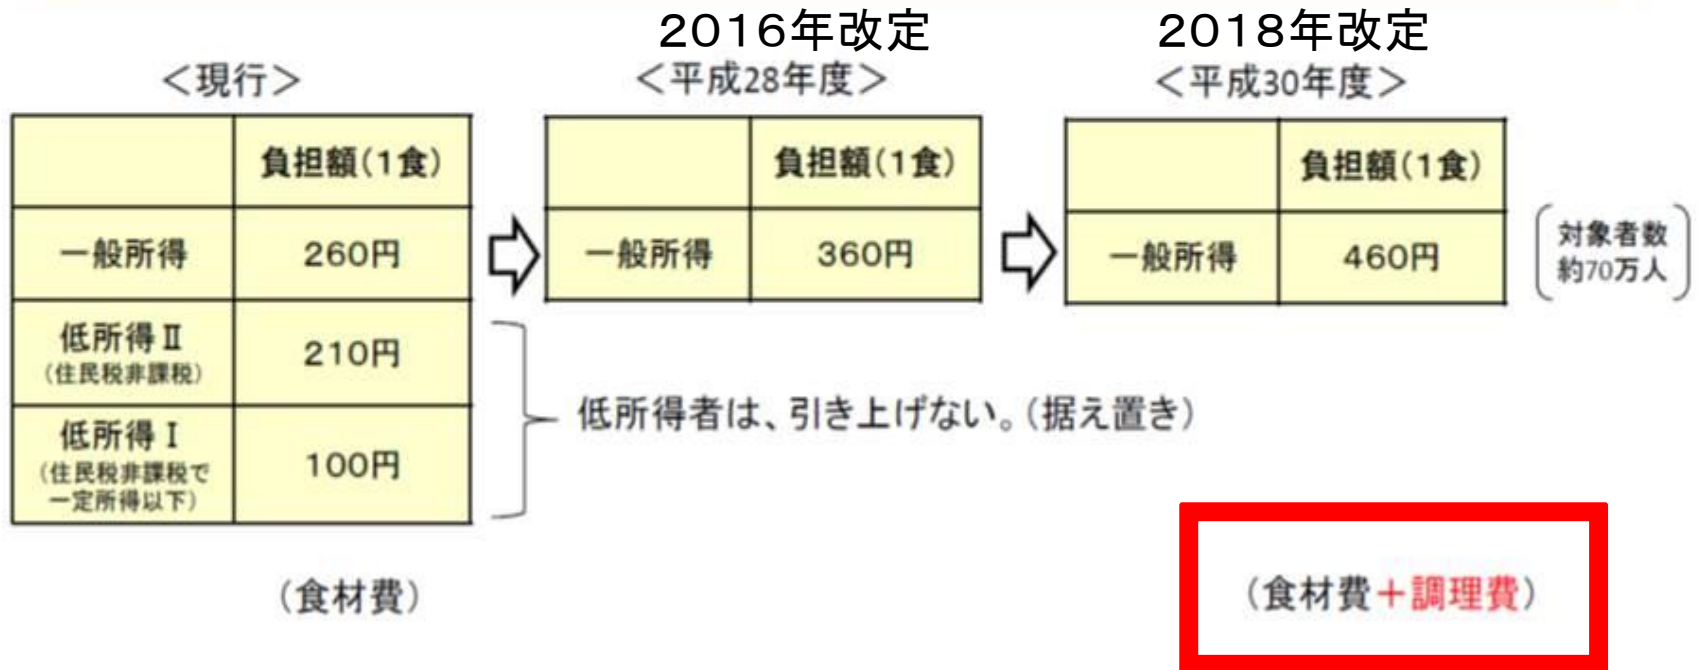 2016年改定
2018年改定
＜現行＞
＜平成28年度＞
＜平成30年度＞
負担額(1食)
一般所得
260円
低所得Ⅱ
(住民税非課税)
210円
低所得Ⅰ
(住民税非課税で
一定所得以下)
100円
負担額(1食)
一般所得
360円
負担額(1食)
一般所得
460円
対象者数
約70万人
低所得者は、引き上げない。(据え置き)
(食材費)
(食材費＋調理費)